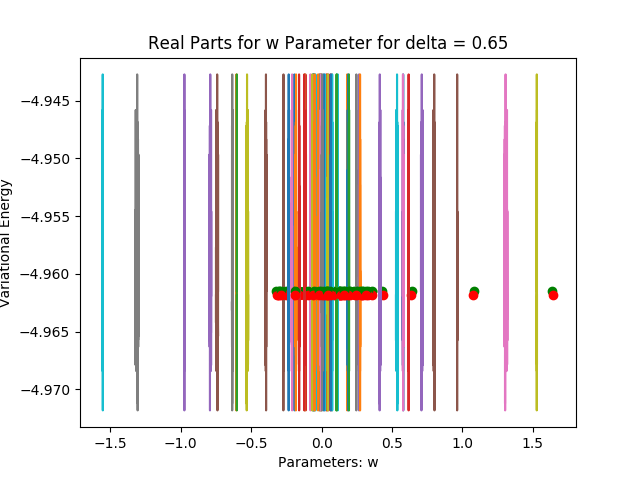 Real Parts for w Parameter for delta = 0.65
Variational Energy
−4.945
−4.950
−4.955
−4.960
−4.965
−4.970
−1.5 −1.0 −0.5 0.0 0.5 1.0 1.5
Parameters: w